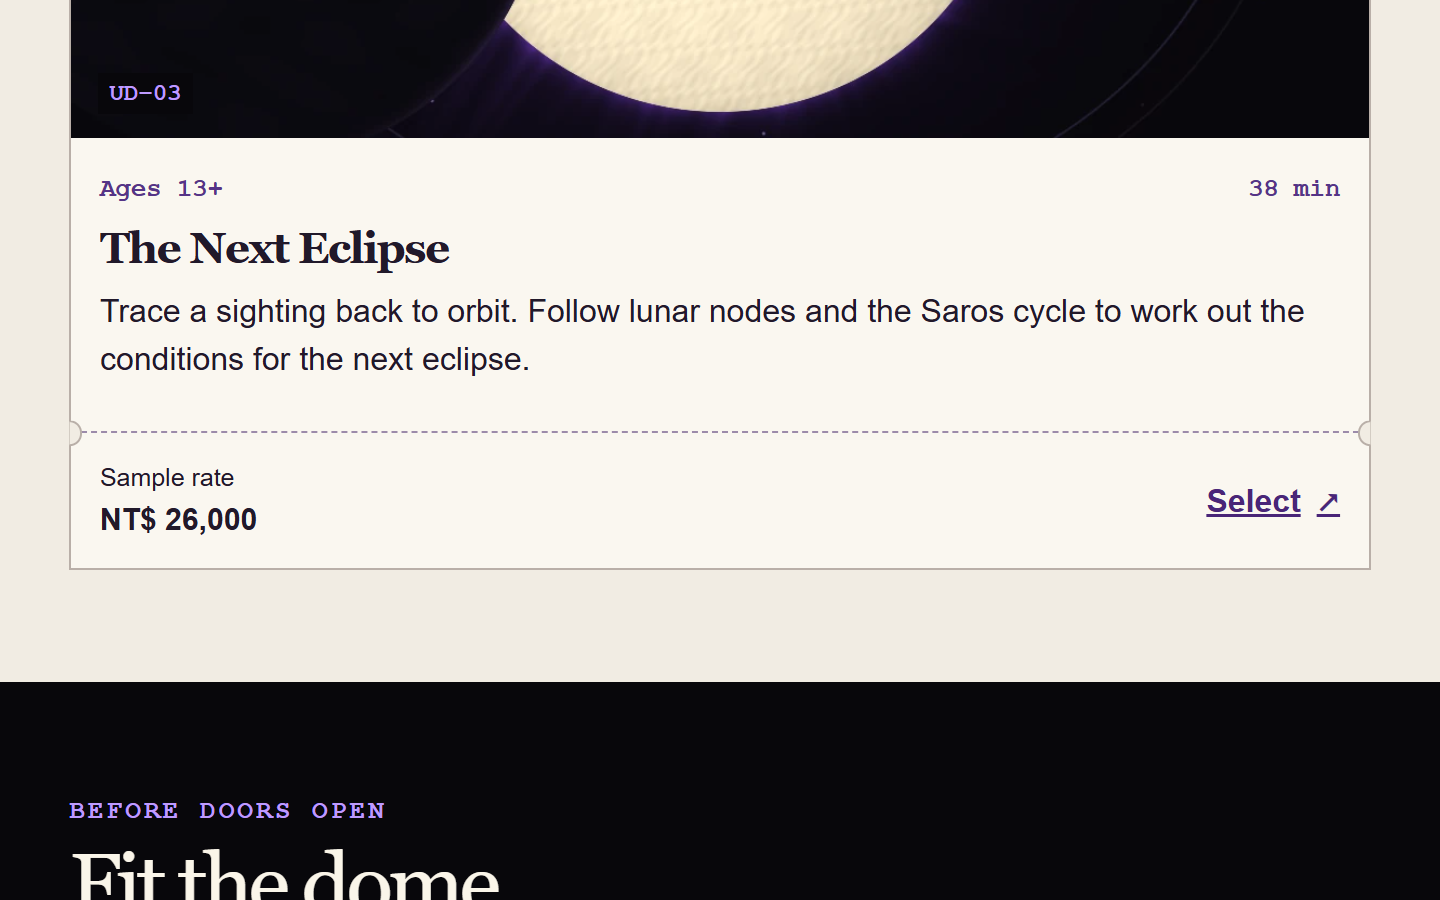 UD–03
Ages 13+
38 min
The Next Eclipse
Trace a sighting back to orbit. Follow lunar nodes and the Saros cycle to work out the
conditions for the next eclipse.
Sample rate
NT$ 26,000
Select ↗
BEFORE DOORS OPEN
Fit the dome